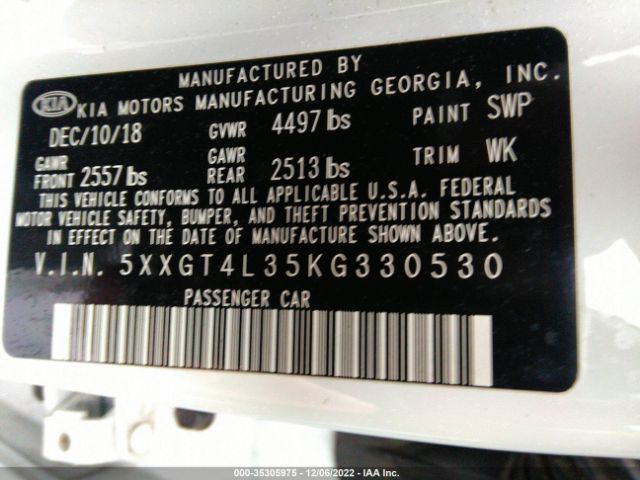 MANUFACTURED BY
KIA KIA MOTORS MANUFACTURING GEORGIA, INC.
DEC/10/18 GVWR 4497 lbs PAINT SWP
GAWR FRONT 2557 lbs GAWR REAR 2513 lbs TRIM WK
THIS VEHICLE CONFORMS TO ALL APPLICABLE U.S.A. FEDERAL
MOTOR VEHICLE SAFETY, BUMPER, AND THEFT PREVENTION STANDARDS
IN EFFECT ON THE DATE OF MANUFACTURE SHOWN ABOVE.
V.I.N. 5XXGT4L35KG330530
PASSENGER CAR
000-35305975 - 12/06/2022 - IAA Inc.